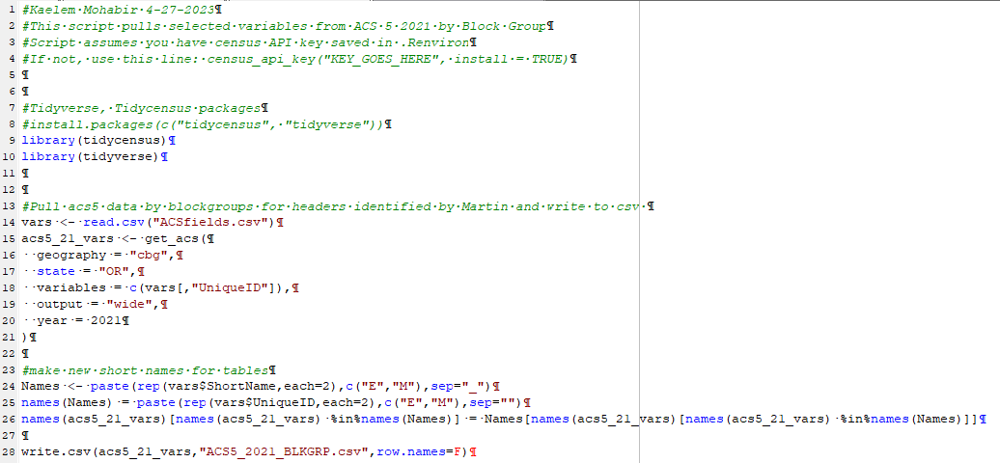 1 #Kaelem Mohabir 4-27-2023¶
2 #This·script·pulls·selected·variables·from·ACS·5·2021·by·Block·Group¶
3 #Script·assumes·you·have·census·API·key·saved·in·.Renviron¶
4 #If·not,·use·this·line:·census_api_key("KEY_GOES_HERE",·install·=·TRUE)¶
5 ¶
6 ¶
7 #Tidyverse,·Tidycensus·packages¶
8 #install.packages(c("tidycensus",·"tidyverse"))¶
9 library(tidycensus)¶
10 library(tidyverse)¶
11 ¶
12 ¶
13 #Pull·acs5·data·by·blockgroups·for·headers·identified·by·Martin·and·write·to·csv·¶
14 vars·<-·read.csv("ACSfields.csv")¶
15 acs5_21_vars·<-·get_acs(¶
16 ··geography·=·"cbg",¶
17 ··state·=·"OR",¶
18 ··variables·=·c(vars[,"UniqueID"]),¶
19 ··output·=·"wide",¶
20 ··year·=·2021¶
21 )¶
22 ¶
23 #make·new·short·names·for·tables¶
24 Names·<-·paste(rep(vars$ShortName,each=2),c("E","M"),sep="_")¶
25 names(Names)·=·paste(rep(vars$UniqueID,each=2),c("E","M"),sep="")¶
26 names(acs5_21_vars)[names(acs5_21_vars)·%in%names(Names)]·=·Names[names(acs5_21_vars)[names(acs5_21_vars)·%in%names(Names)]]¶
27 ¶
28 write.csv(acs5_21_vars,"ACS5_2021_BLKGRP.csv",row.names=F)¶